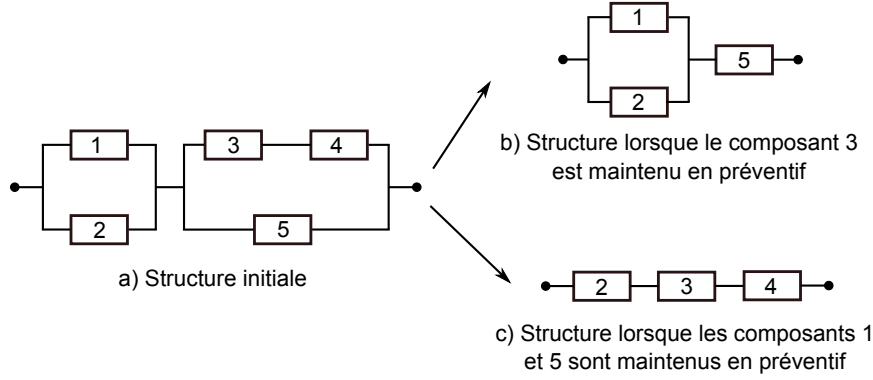 1
2
3
4
5
a) Structure initiale
1
2
5
b) Structure lorsque le composant 3
est maintenu en préventif
2
3
4
c) Structure lorsque les composants 1
et 5 sont maintenus en préventif